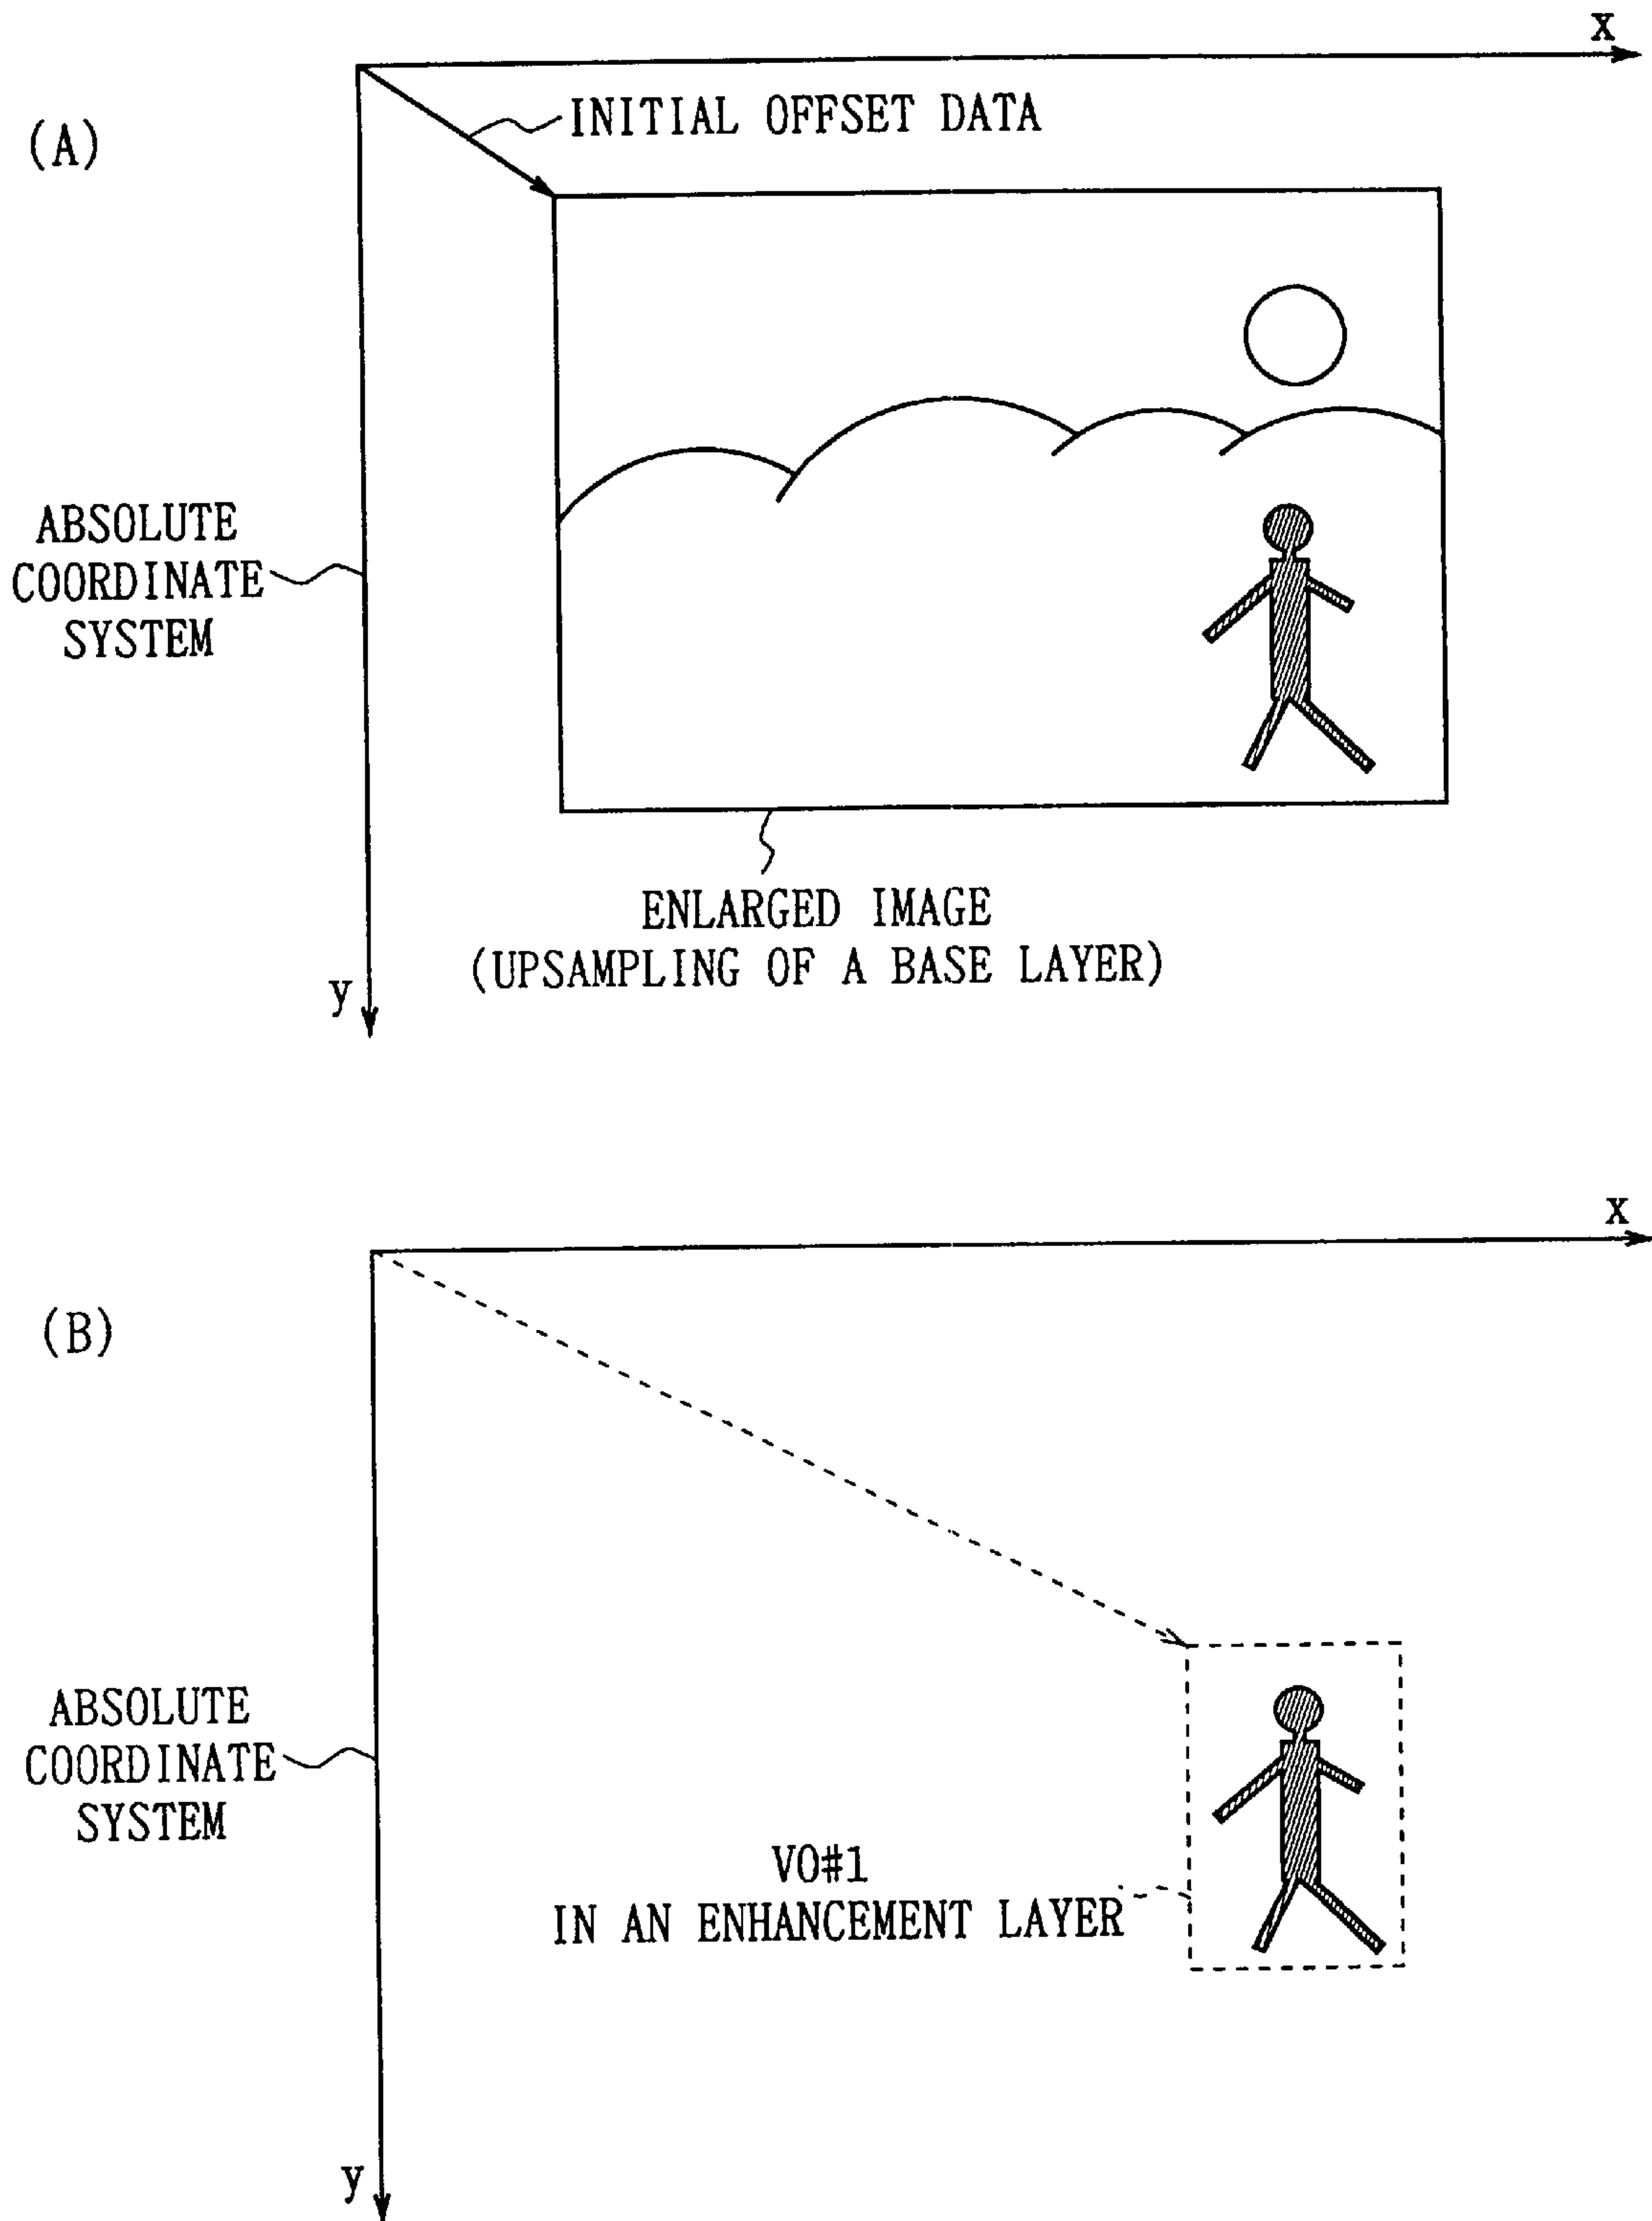 x
(A)
INITIAL OFFSET DATA
ABSOLUTE
COORDINATE
SYSTEM
ENLARGED IMAGE
(UPSAMPLING OF A BASE LAYER)
y
x
(B)
ABSOLUTE
COORDINATE
SYSTEM
VO#1
IN AN ENHANCEMENT LAYER
y